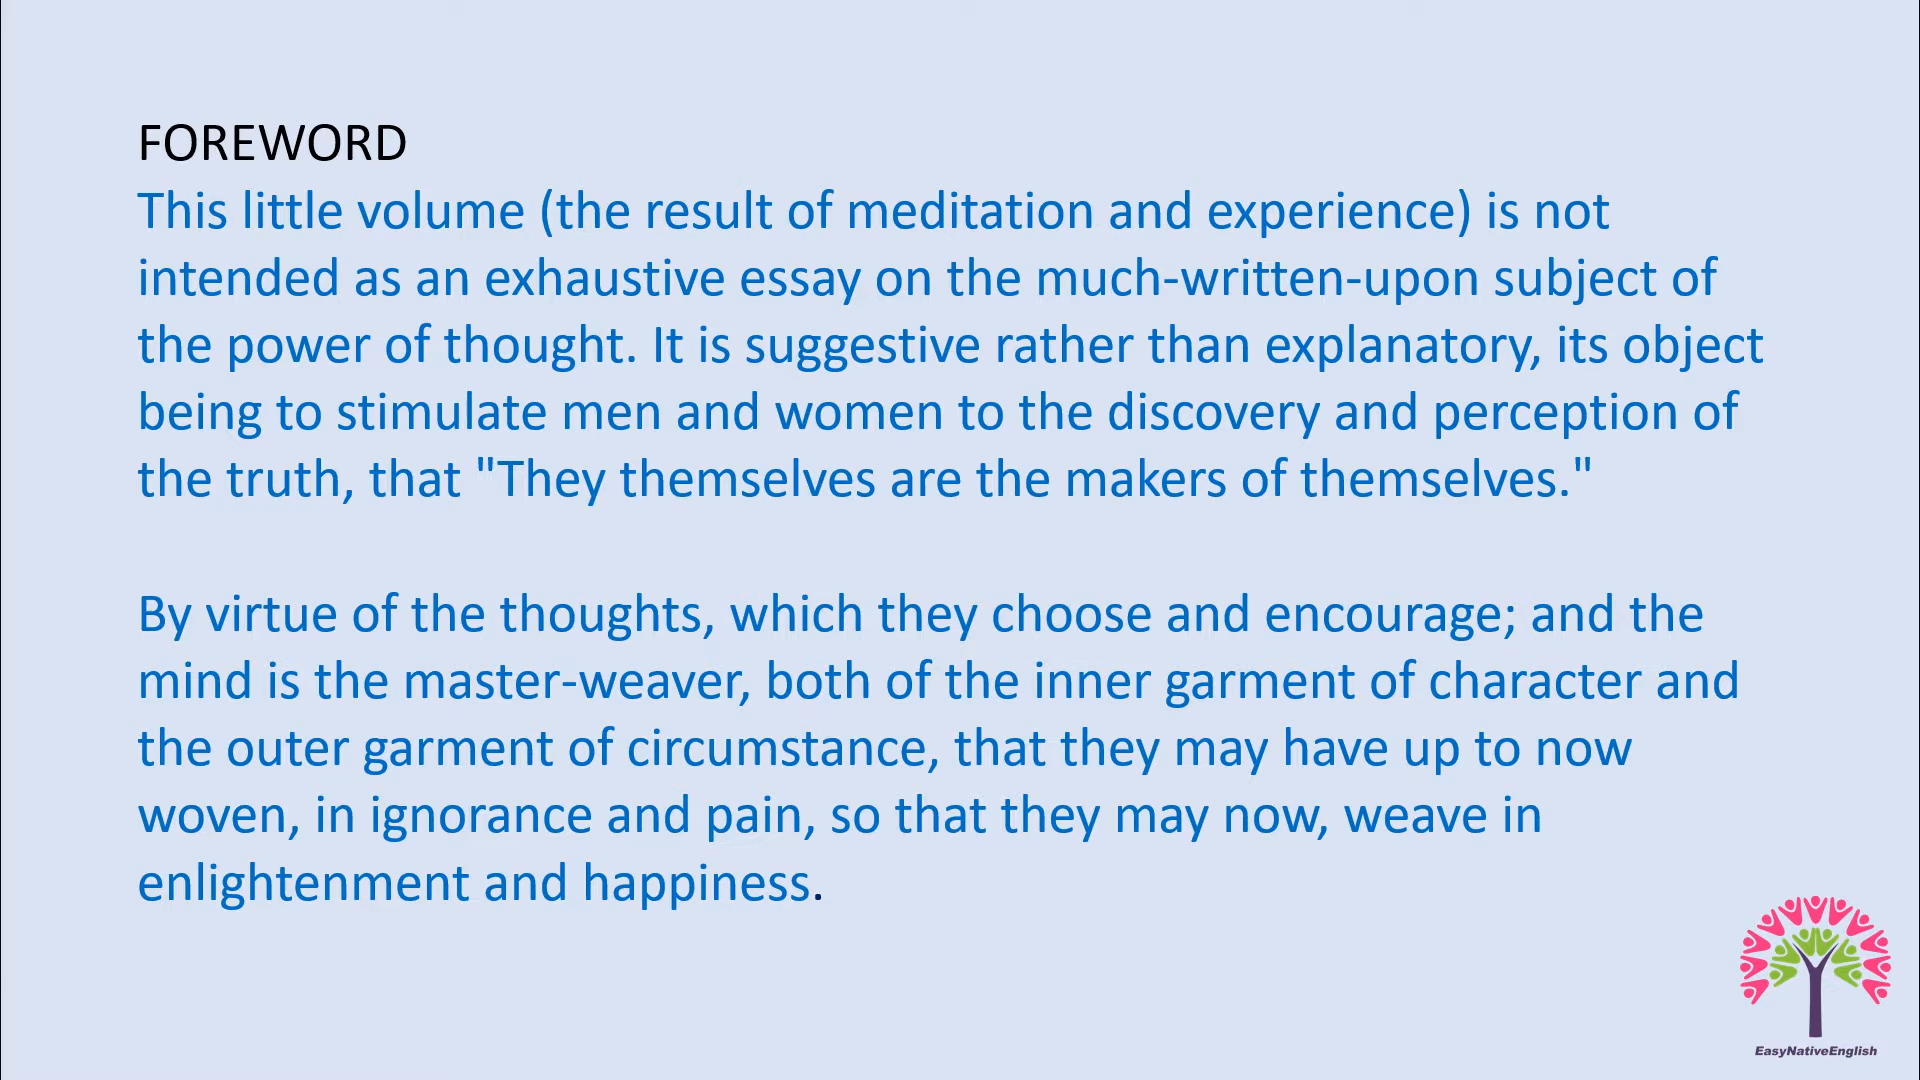 FOREWORD
This little volume (the result of meditation and experience) is not
intended as an exhaustive essay on the much-written-upon subject of
the power of thought. It is suggestive rather than explanatory, its object
being to stimulate men and women to the discovery and perception of
the truth, that "They themselves are the makers of themselves."
By virtue of the thoughts, which they choose and encourage; and the
mind is the master-weaver, both of the inner garment of character and
the outer garment of circumstance, that they may have up to now
woven, in ignorance and pain, so that they may now, weave in
enlightenment and happiness.
EasyNativeEnglish